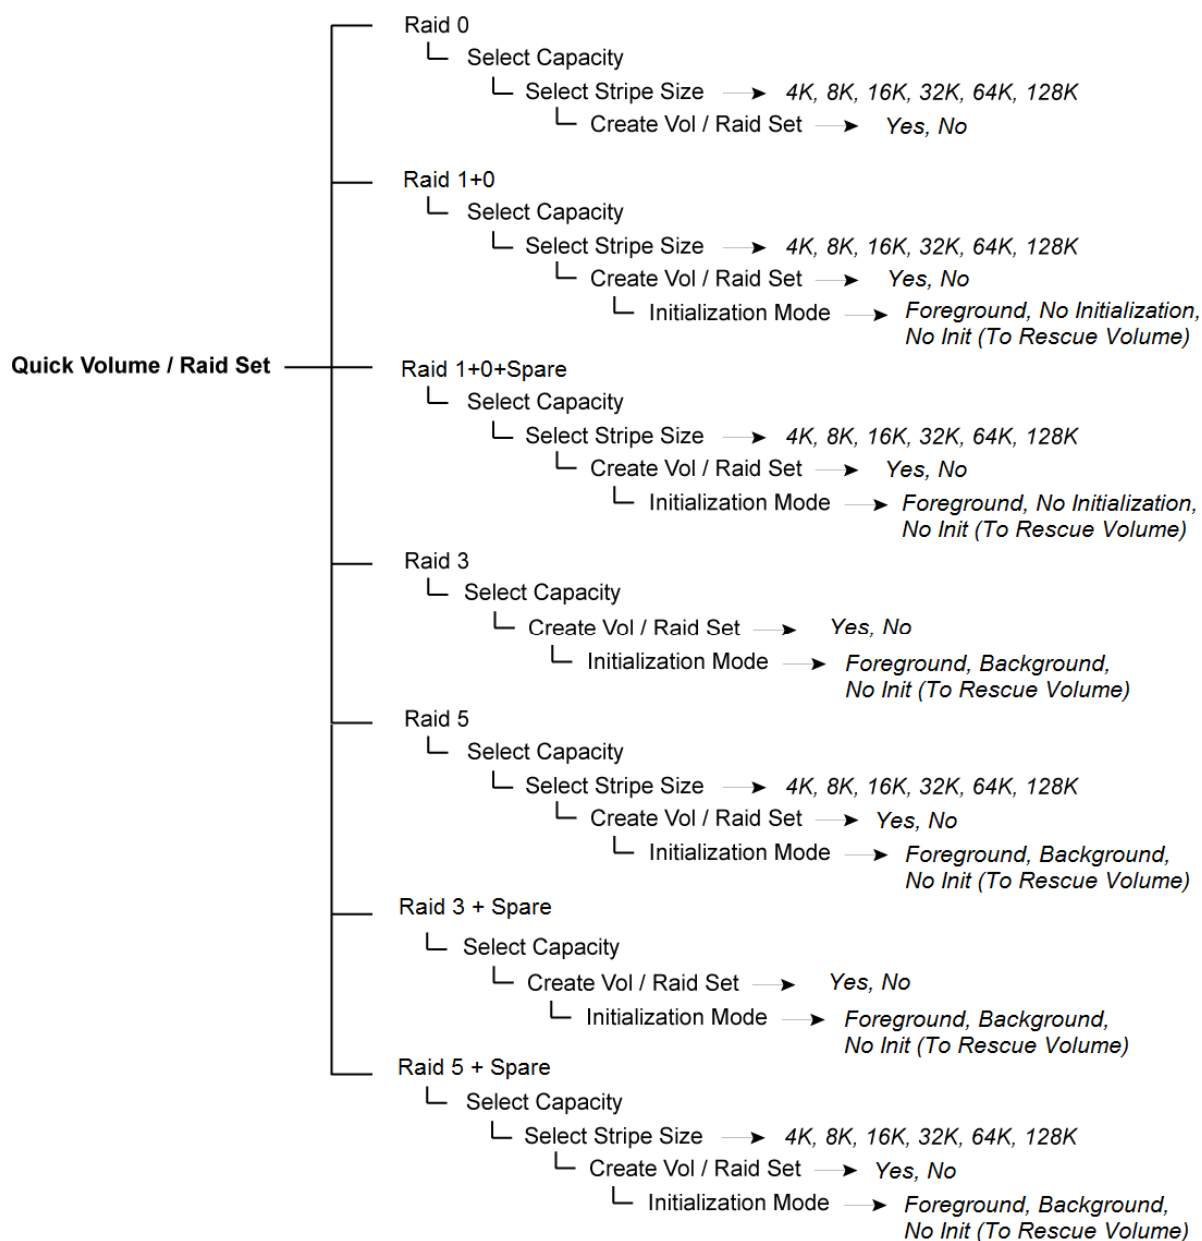 Raid 0
Select Capacity
Select Stripe Size 4K, 8K, 16K, 32K, 64K, 128K
Create Vol / Raid Set Yes, No
Raid 1+0
Select Capacity
Select Stripe Size 4K, 8K, 16K, 32K, 64K, 128K
Create Vol / Raid Set Yes, No
Initialization Mode Foreground, No Initialization,
No Init (To Rescue Volume)
Quick Volume / Raid Set
Raid 1+0+Spare
Select Capacity
Select Stripe Size 4K, 8K, 16K, 32K, 64K, 128K
Create Vol / Raid Set Yes, No
Initialization Mode Foreground, No Initialization,
No Init (To Rescue Volume)
Raid 3
Select Capacity
Create Vol / Raid Set Yes, No
Initialization Mode Foreground, Background,
No Init (To Rescue Volume)
Raid 5
Select Capacity
Select Stripe Size 4K, 8K, 16K, 32K, 64K, 128K
Create Vol / Raid Set Yes, No
Initialization Mode Foreground, Background,
No Init (To Rescue Volume)
Raid 3 + Spare
Select Capacity
Create Vol / Raid Set Yes, No
Initialization Mode Foreground, Background,
No Init (To Rescue Volume)
Raid 5 + Spare
Select Capacity
Select Stripe Size 4K, 8K, 16K, 32K, 64K, 128K
Create Vol / Raid Set Yes, No
Initialization Mode Foreground, Background,
No Init (To Rescue Volume)